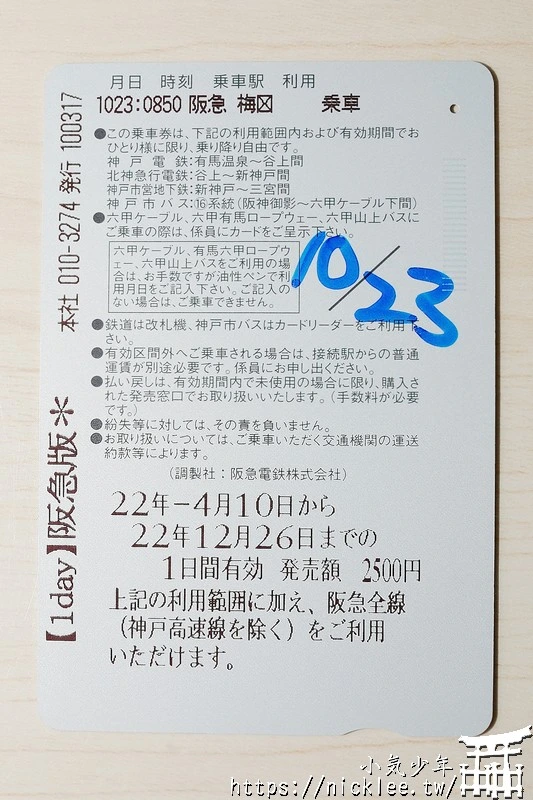 月日 時刻 乗車駅 利用
1023:0850 阪急 梅田 乗車
●この乗車券は、下記の利用範囲内および有効期間でお
ひとり様に限り、乗り降り自由です。
神戸電鉄:有馬温泉～谷上間
北神急行電鉄:谷上～新神戸間
神戸市営地下鉄:新神戸～三宮間
神戸市バス:⑯系統(阪神御影～六甲ケーブル下間)
●六甲ケーブル、六甲有馬ロープウェー、六甲山上バスに
ご乗車の際は、係員にカードをご呈示下さい。
六甲ケーブル、有馬六甲ロープウ
ェー、六甲山上バスをご利用の場
合は、お手数ですが油性ペンで利
用月日をご記入下さい。ご記入の
ない場合は、ご乗車できません。
10/23
●鉄道は改札機、神戸市バスはカードリーダーをご利用下
さい。
●有効区間外へご乗車される場合は、接続駅からの普通
運賃が別途必要です。係員にお申し出ください。
●払い戻しは、有効期間内で未使用の場合に限り、購入さ
れた発売窓口でお取り扱いいたします。(手数料が必要
です)
●紛失等に対しては、その責を負いません。
●お取り扱いについては、ご乗車いただく交通機関の運送
約款等によります。
(調製社:阪急電鉄株式会社)
22年-4月10日から
22年12月26日までの
1日間有効 発売額 2500円
上記の利用範囲に加え、阪急全線
(神戸高速線を除く)をご利用
いただけます。
【1day】阪急版＊ 本社 010-3274 発行 100317
小氣少年
https://nicklee.tw/